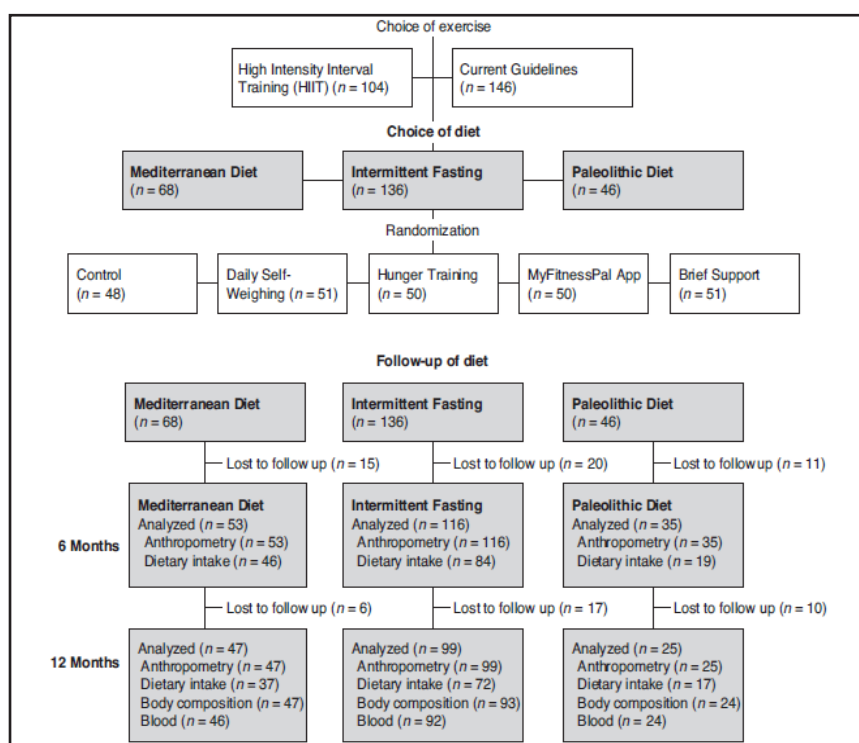 Choice of exercise
High Intensity Interval
Training (HIIT) (n = 104)
Current Guidelines
(n = 146)
Choice of diet
Mediterranean Diet
(n = 68)
Intermittent Fasting
(n = 136)
Paleolithic Diet
(n = 46)
Randomization
Control
(n = 48)
Daily Self-
Weighing (n = 51)
Hunger Training
(n = 50)
MyFitnessPal App
(n = 50)
Brief Support
(n = 51)
Follow-up of diet
Mediterranean Diet
(n = 68)
Intermittent Fasting
(n = 136)
Paleolithic Diet
(n = 46)
Lost to follow up (n = 15)
Lost to follow up (n = 20)
Lost to follow up (n = 11)
6 Months
Mediterranean Diet
Analyzed (n = 53)
Anthropometry (n = 53)
Dietary intake (n = 46)
Intermittent Fasting
Analyzed (n = 116)
Anthropometry (n = 116)
Dietary intake (n = 84)
Paleolithic Diet
Analyzed (n = 35)
Anthropometry (n = 35)
Dietary intake (n = 19)
Lost to follow up (n = 6)
Lost to follow up (n = 17)
Lost to follow up (n = 10)
12 Months
Analyzed (n = 47)
Anthropometry (n = 47)
Dietary intake (n = 37)
Body composition (n = 47)
Blood (n = 46)
Analyzed (n = 99)
Anthropometry (n = 99)
Dietary intake (n = 72)
Body composition (n = 93)
Blood (n = 92)
Analyzed (n = 25)
Anthropometry (n = 25)
Dietary intake (n = 17)
Body composition (n = 24)
Blood (n = 24)